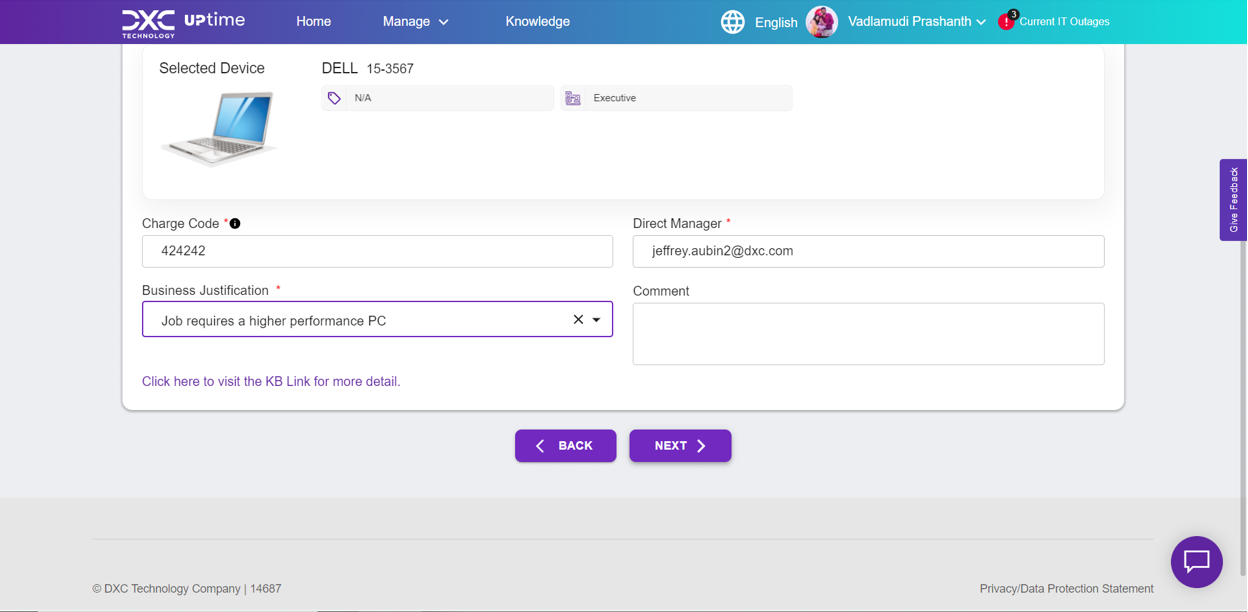 DXC TECHNOLOGY UPtime
Home Manage Knowledge English Vadlamudi Prashanth 3 Current IT Outages
Selected Device
DELL 15-3567
N/A
Executive
Give Feedback
Charge Code *
424242
Direct Manager *
jeffrey.aubin2@dxc.com
Business Justification *
Job requires a higher performance PC
Comment
Click here to visit the KB Link for more detail.
BACK
NEXT
© DXC Technology Company | 14687
Privacy/Data Protection Statement